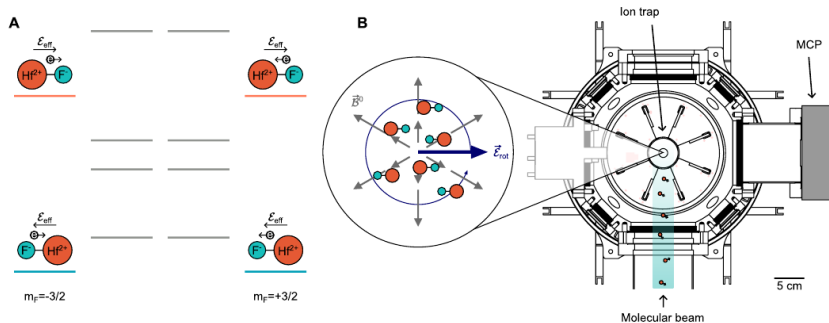 A
ℰeff
e
Hf²⁺ F⁻
ℰeff
e
Hf²⁺ F⁻
ℰeff
e
F⁻ Hf²⁺
ℰeff
e
F⁻ Hf²⁺
mF=-3/2
mF=+3/2
B
ℬ⁰
ℰrot
Ion trap
MCP
5 cm
Molecular beam